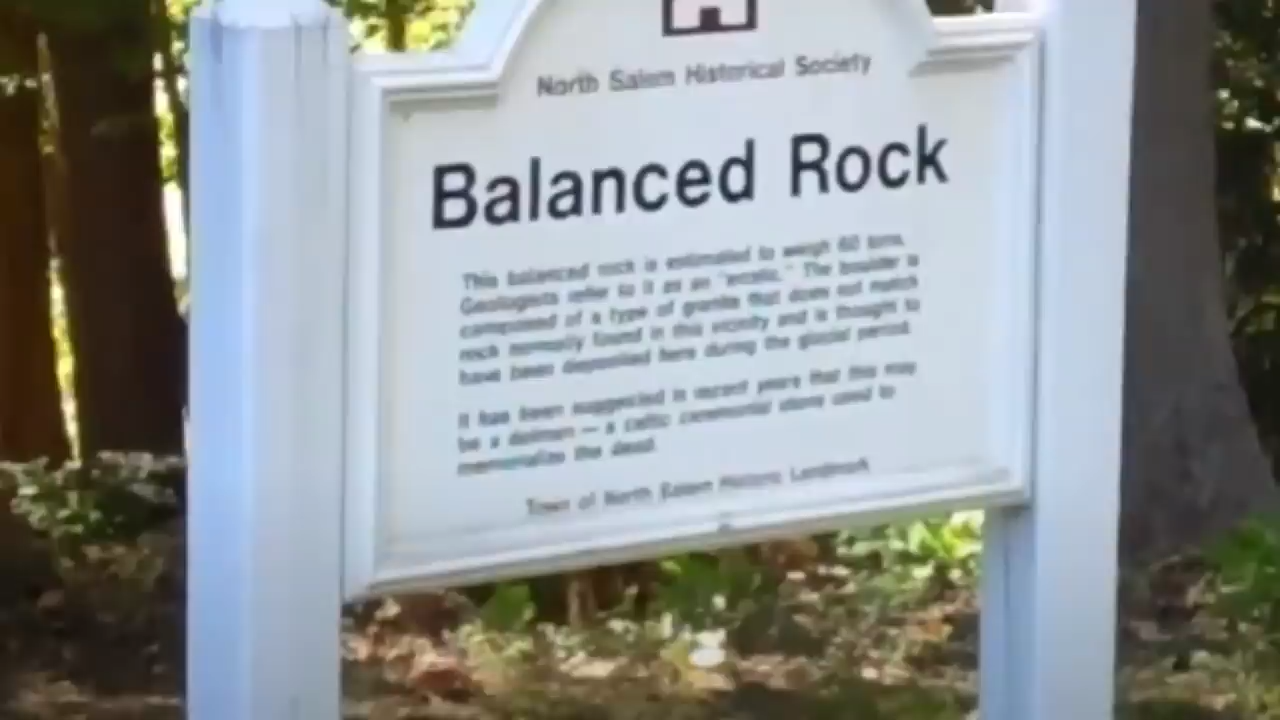 North Salem Historical Society
Balanced Rock
This balanced rock is estimated to weigh 60 tons.
Geologists refer to it as an "erratic." The boulder is
composed of a type of granite that does not match
rock normally found in this vicinity and is thought to
have been deposited here during the glacial period.
It has been suggested in recent years that this may
be a dolmen — a celtic ceremonial stone used to
memorialize the dead.
Town of North Salem Historic Landmark